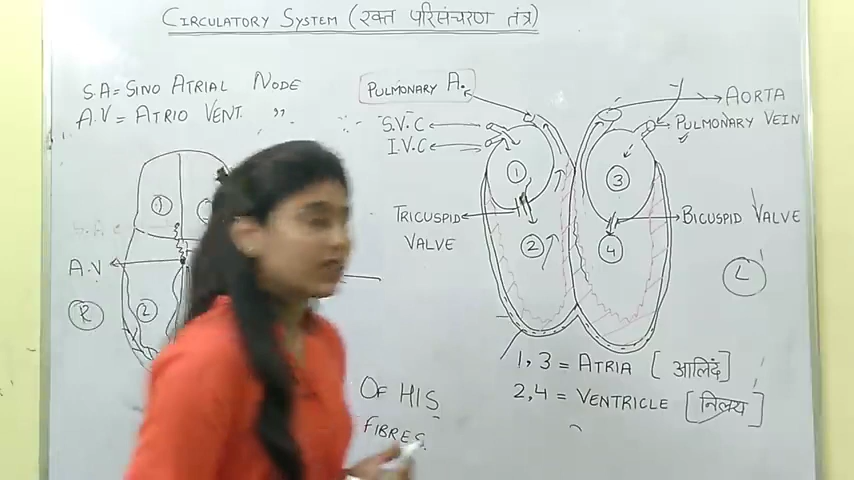 CIRCULATORY SYSTEM (रक्त परिसंचरण तंत्र)
S.A = SINO ATRIAL NODE
A.V = ATRIO VENT. "
A.V
R
1
2
OF HIS
FIBRES.
PULMONARY A.
S.V.C
I.V.C
TRICUSPID
VALVE
1
2
3
4
AORTA
PULMONARY VEIN
BICUSPID VALVE
L
1, 3 = ATRIA [आलिंद]
2, 4 = VENTRICLE [निलय]